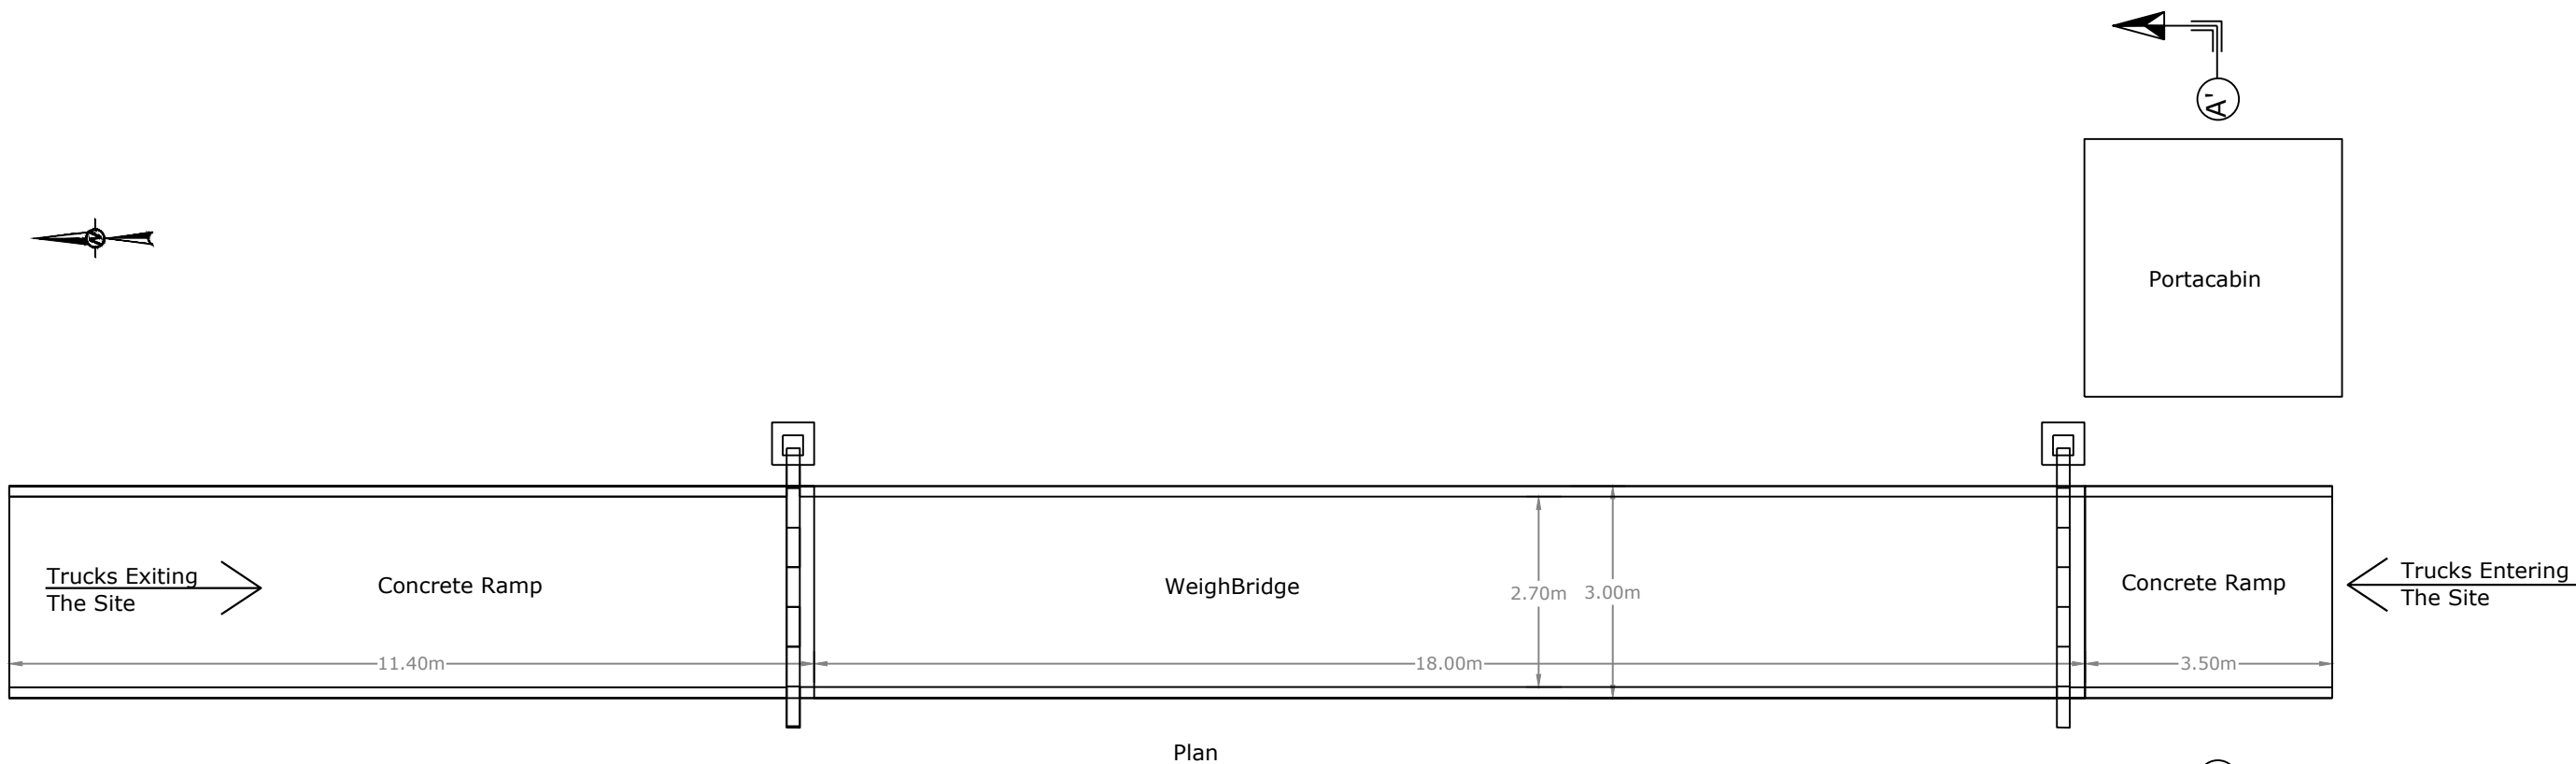 A'
Portacabin
Trucks Exiting
The Site
Concrete Ramp
WeighBridge
2.70m
3.00m
Concrete Ramp
Trucks Entering
The Site
11.40m
18.00m
3.50m
Plan